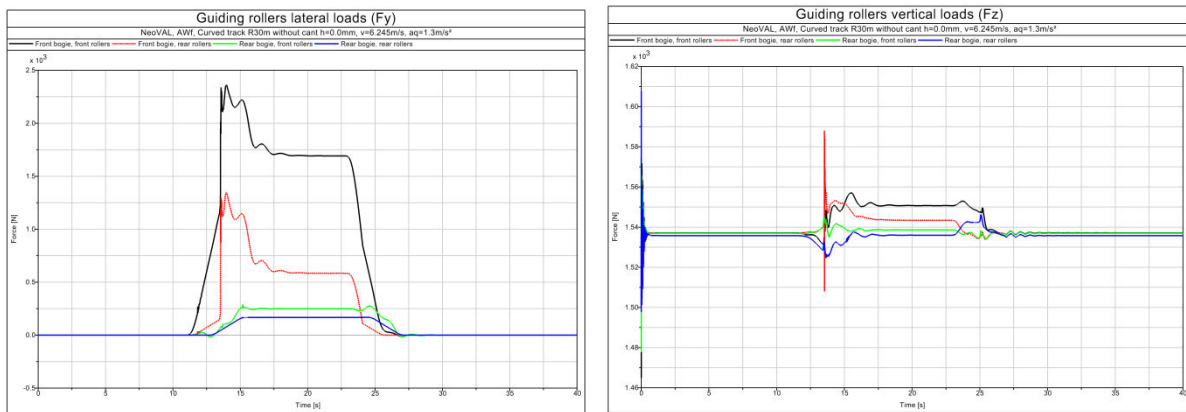 Guiding rollers lateral loads (Fy)
NeoVAL, AWf, Curved track R30m without cant h=0.0mm, v=6.245m/s, aq=1.3m/s²
Front bogie, front rollers Front bogie, rear rollers Rear bogie, front rollers Rear bogie, rear rollers
x 10³
2.5
2.0
1.5
1.0
0.5
0.0
-0.5
Force [N]
0 5 10 15 20 25 30 35 40
Time [s]
Guiding rollers vertical loads (Fz)
NeoVAL, AWf, Curved track R30m without cant h=0.0mm, v=6.245m/s, aq=1.3m/s²
Front bogie, front rollers Front bogie, rear rollers Rear bogie, front rollers Rear bogie, rear rollers
x 10³
1.62
1.60
1.58
1.56
1.54
1.52
1.50
1.48
1.46
Force [N]
0 5 10 15 20 25 30 35 40
Time [s]